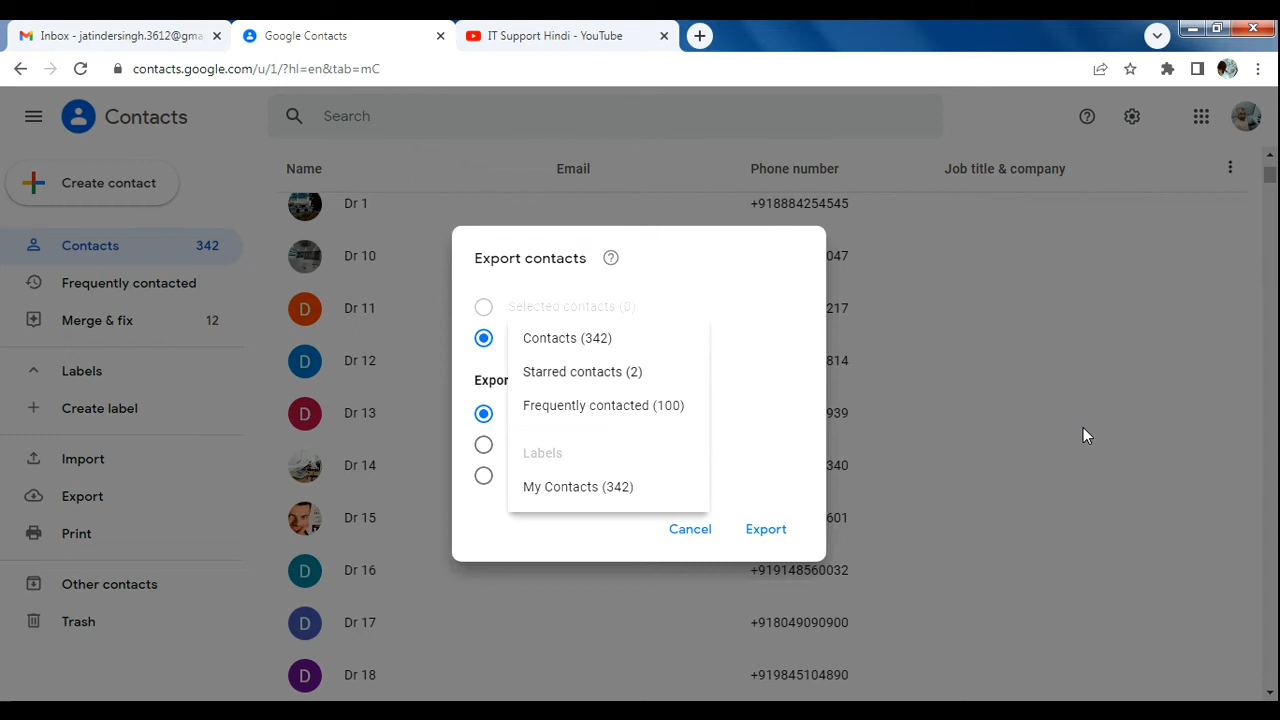 Inbox - jatindersingh.3612@gma
Google Contacts
IT Support Hindi - YouTube
contacts.google.com/u/1/?hl=en&tab=mC
Contacts
Search
Create contact
Contacts 342
Frequently contacted
Merge & fix 12
Labels
Create label
Import
Export
Print
Other contacts
Trash
Name Email Phone number Job title & company
Dr 1 +918884254545
Dr 10 047
Dr 11 217
Dr 12 814
Dr 13 939
Dr 14 340
Dr 15 601
Dr 16 +919148560032
Dr 17 +918049090900
Dr 18 +919845104890
Export contacts
Selected contacts (0)
Contacts (342)
Starred contacts (2)
Expor
Frequently contacted (100)
Labels
My Contacts (342)
Cancel Export